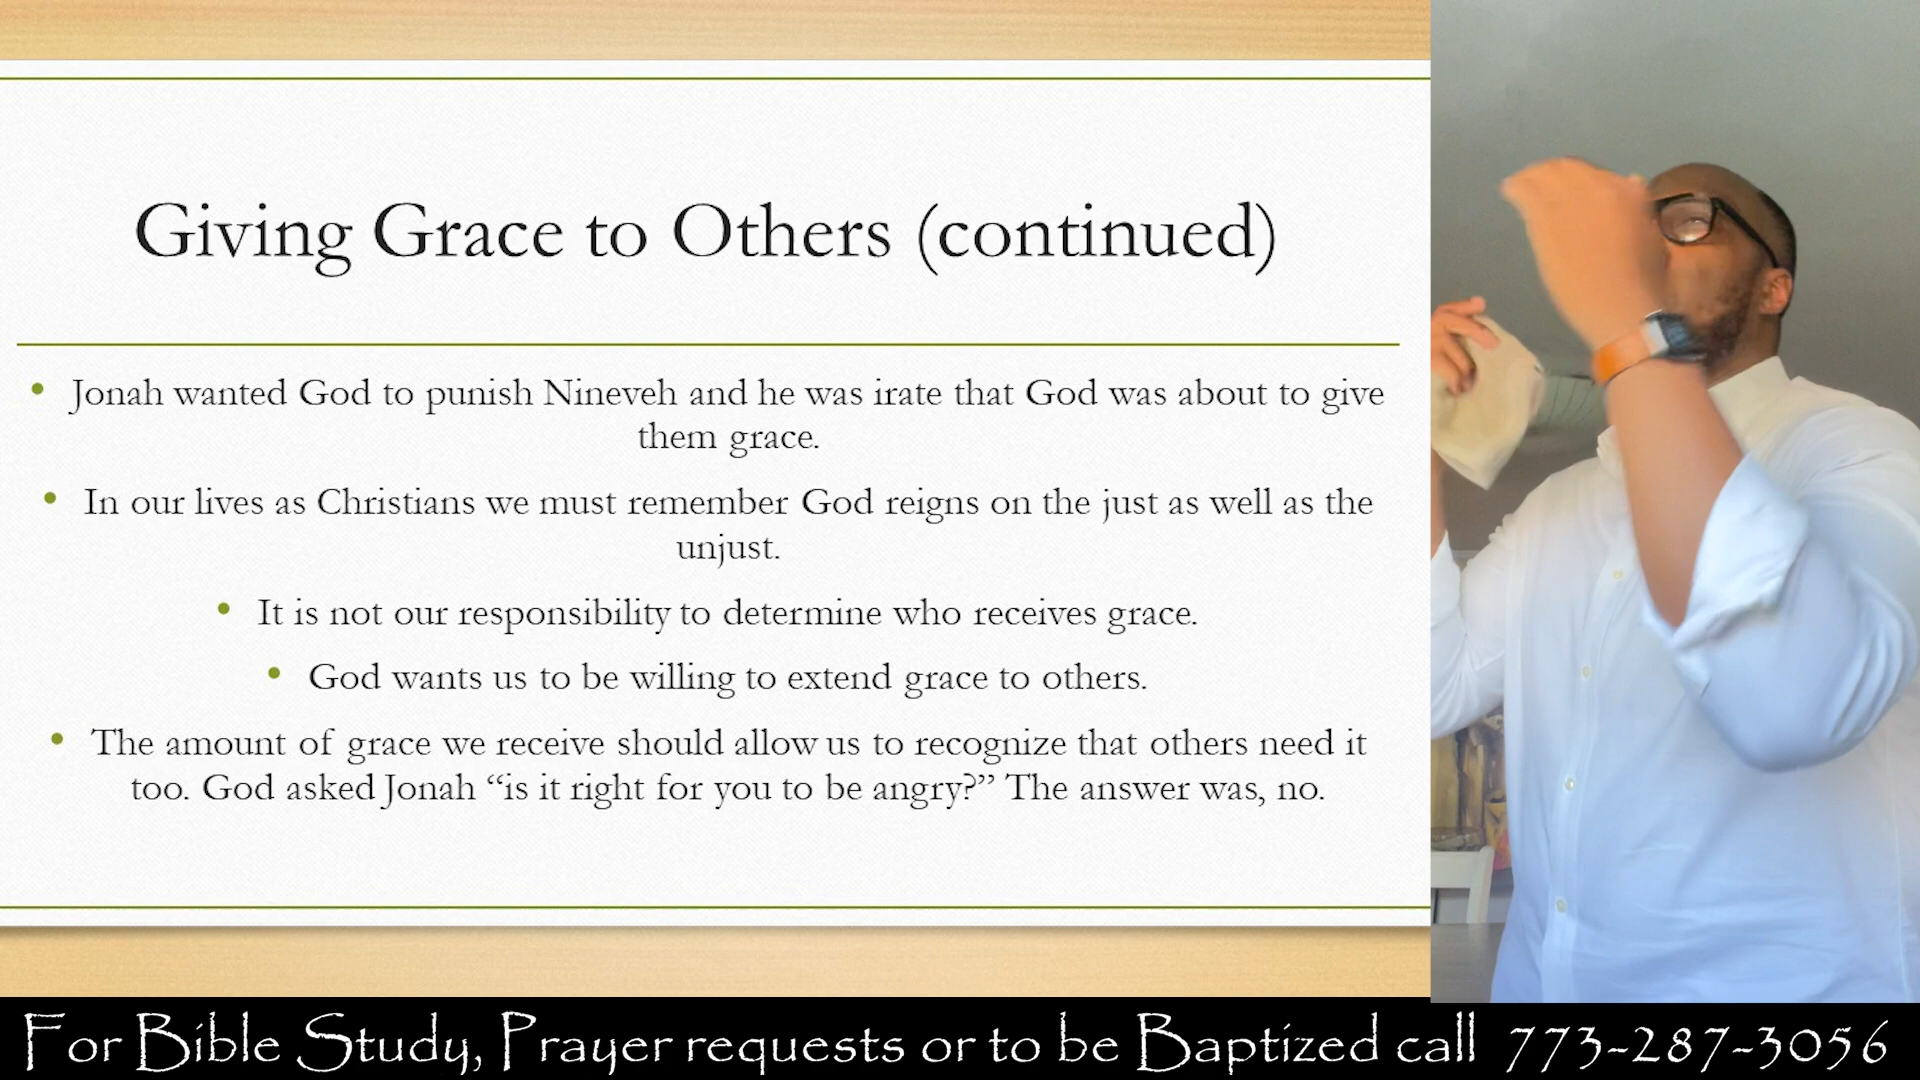 Giving Grace to Others (continued)
• Jonah wanted God to punish Nineveh and he was irate that God was about to give
them grace.
• In our lives as Christians we must remember God reigns on the just as well as the
unjust.
• It is not our responsibility to determine who receives grace.
• God wants us to be willing to extend grace to others.
• The amount of grace we receive should allow us to recognize that others need it
too. God asked Jonah “is it right for you to be angry?” The answer was, no.
For Bible Study, Prayer requests or to be Baptized call 773-287-3056